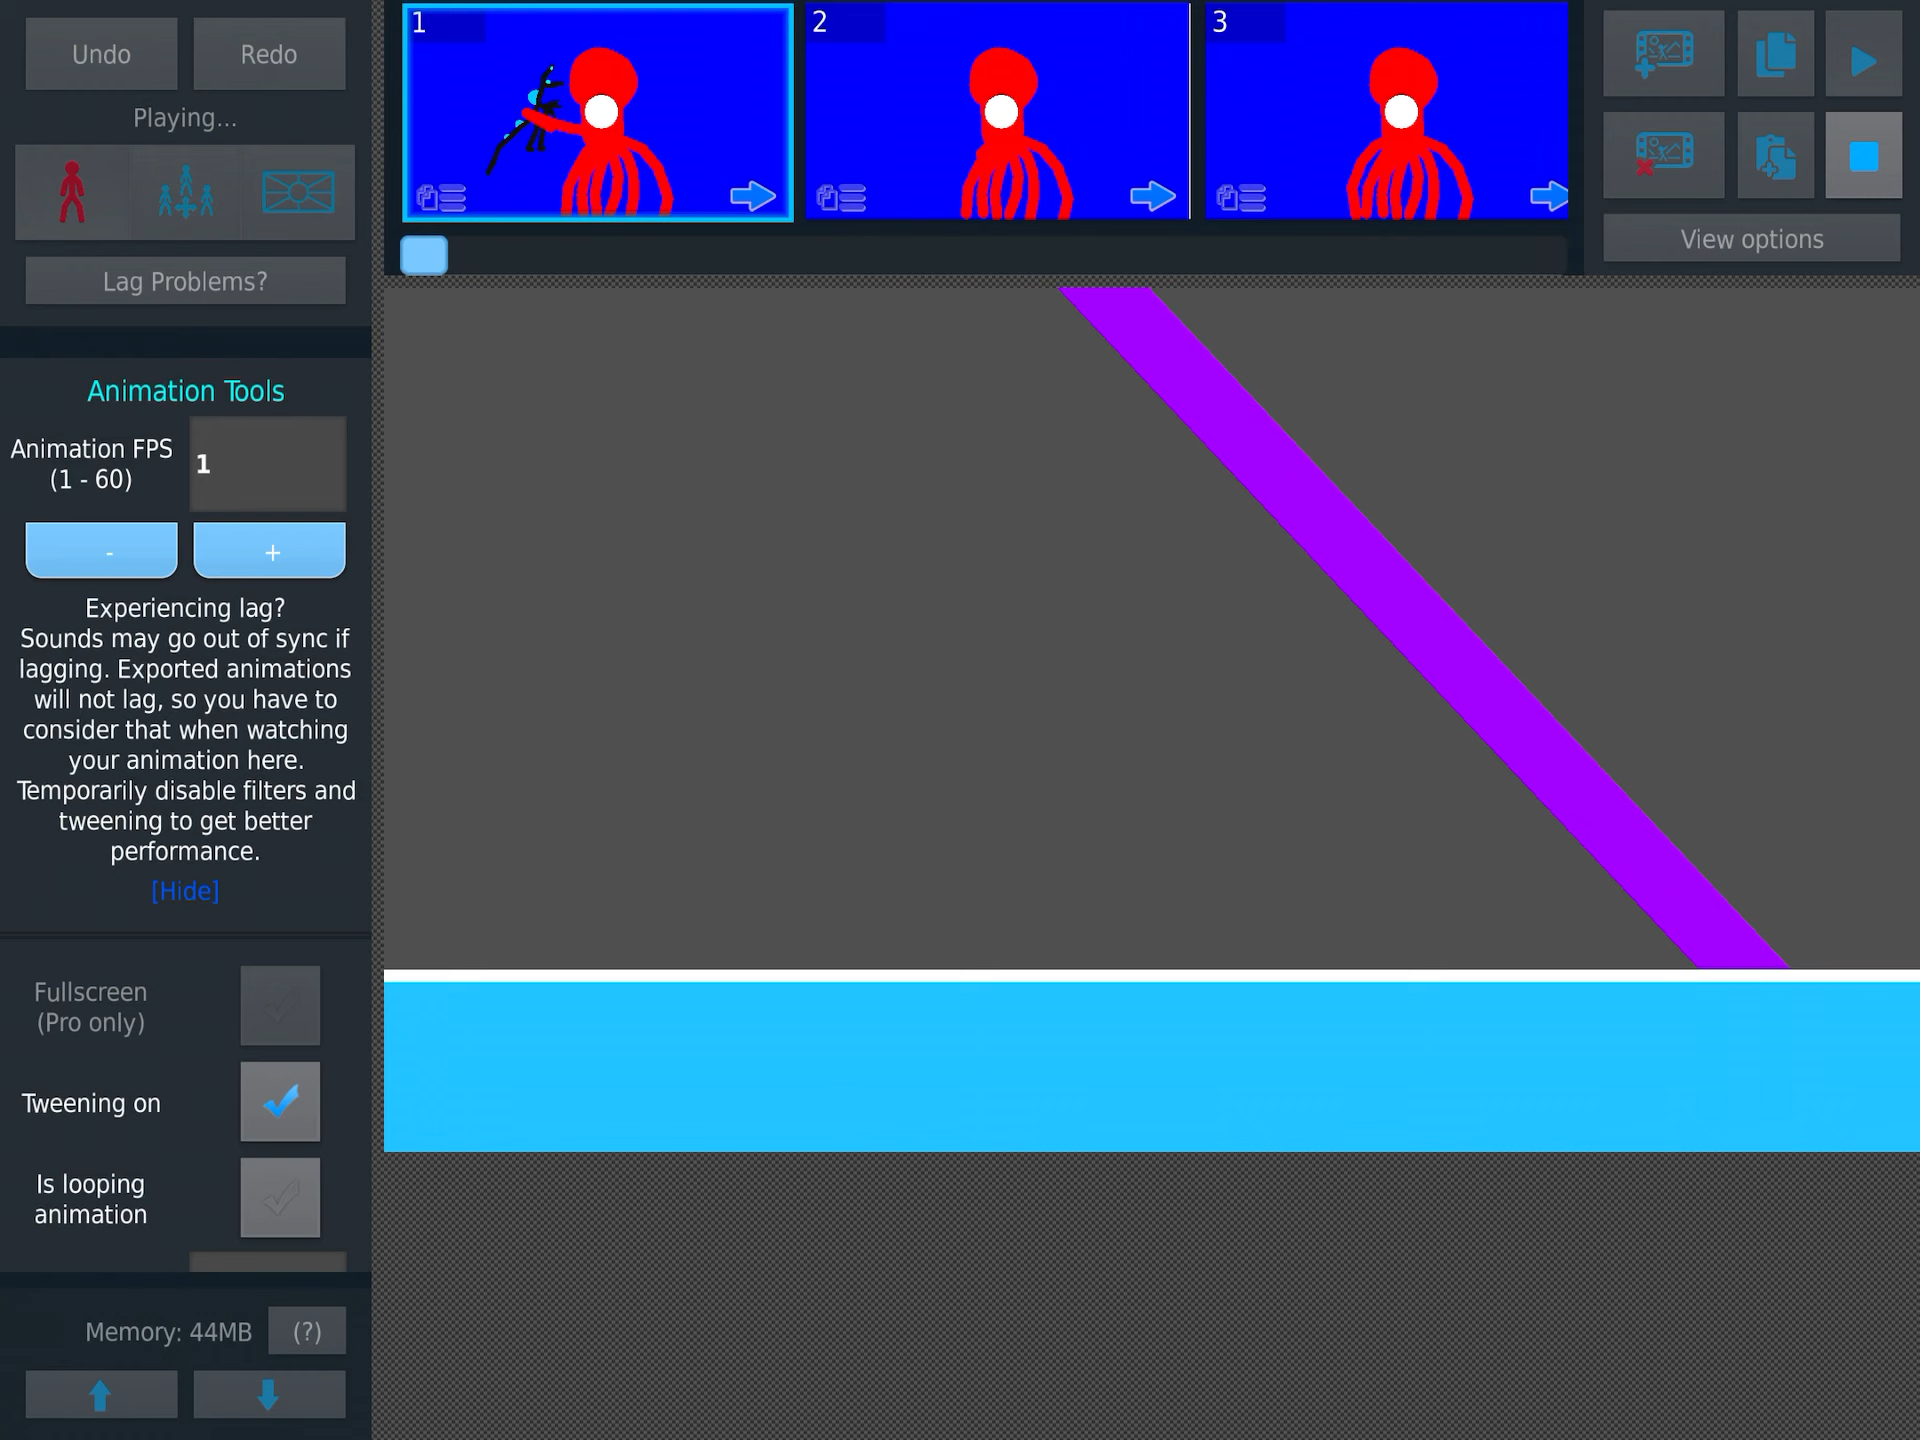 Undo
Redo
Playing...
Lag Problems?
1
2
3
View options
Animation Tools
Animation FPS
(1 - 60)
1
-
+
Experiencing lag?
Sounds may go out of sync if
lagging. Exported animations
will not lag, so you have to
consider that when watching
your animation here.
Temporarily disable filters and
tweening to get better
performance.
[Hide]
Fullscreen
(Pro only)
Tweening on
Is looping
animation
Memory: 44MB
(?)